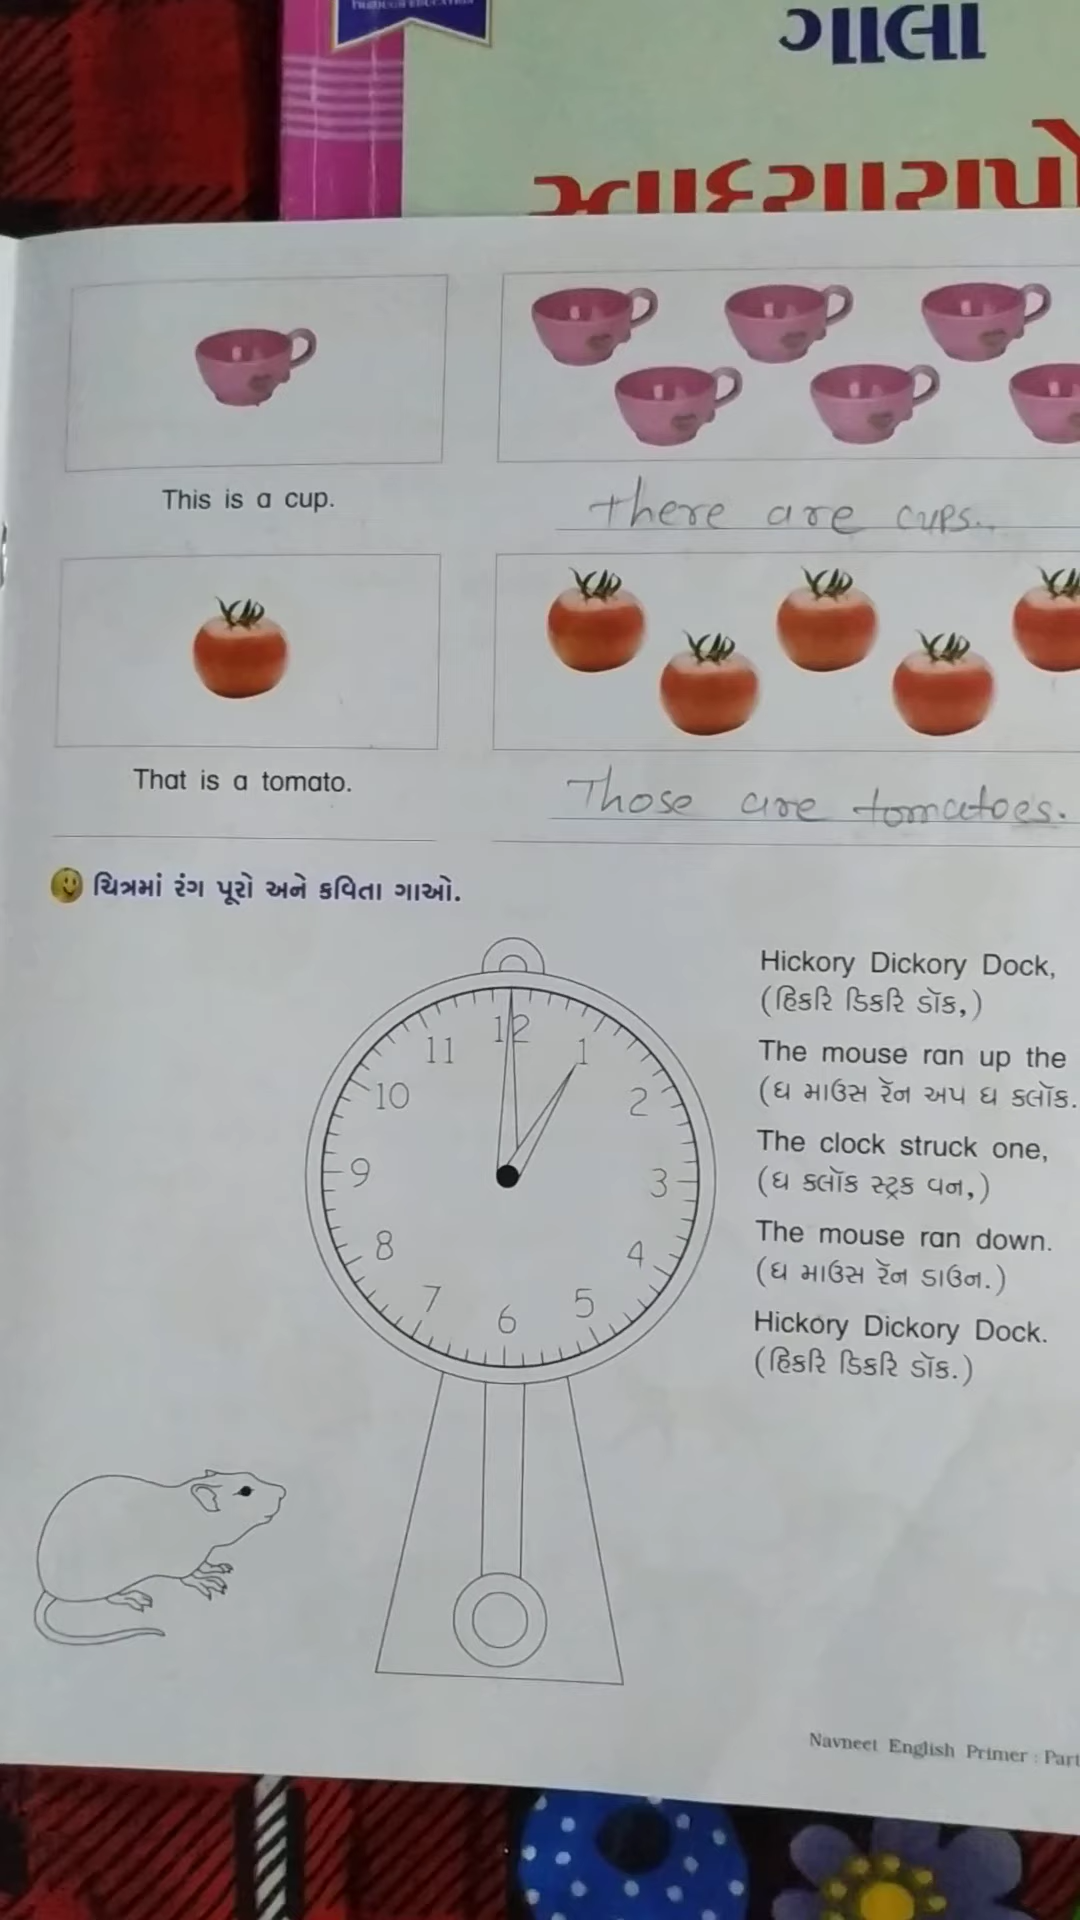 THROUGH EDUCATION
ગાલા
This is a cup.
there are cups..
That is a tomato.
Those are tomatoes.
ચિત્રમાં રંગ પૂરો અને કવિતા ગાઓ.
12
11
1
10
2
9
3
8
4
7
5
6
Hickory Dickory Dock,
(હિકરિ ડિકરિ ડૉક,)
The mouse ran up the
(ધ માઉસ રૅન અપ ધ ક્લૉક.
The clock struck one,
(ધ ક્લૉક સ્ટ્રક વન,)
The mouse ran down.
(ધ માઉસ રૅન ડાઉન.)
Hickory Dickory Dock.
(હિકરિ ડિકરિ ડૉક.)
Navneet English Primer : Part